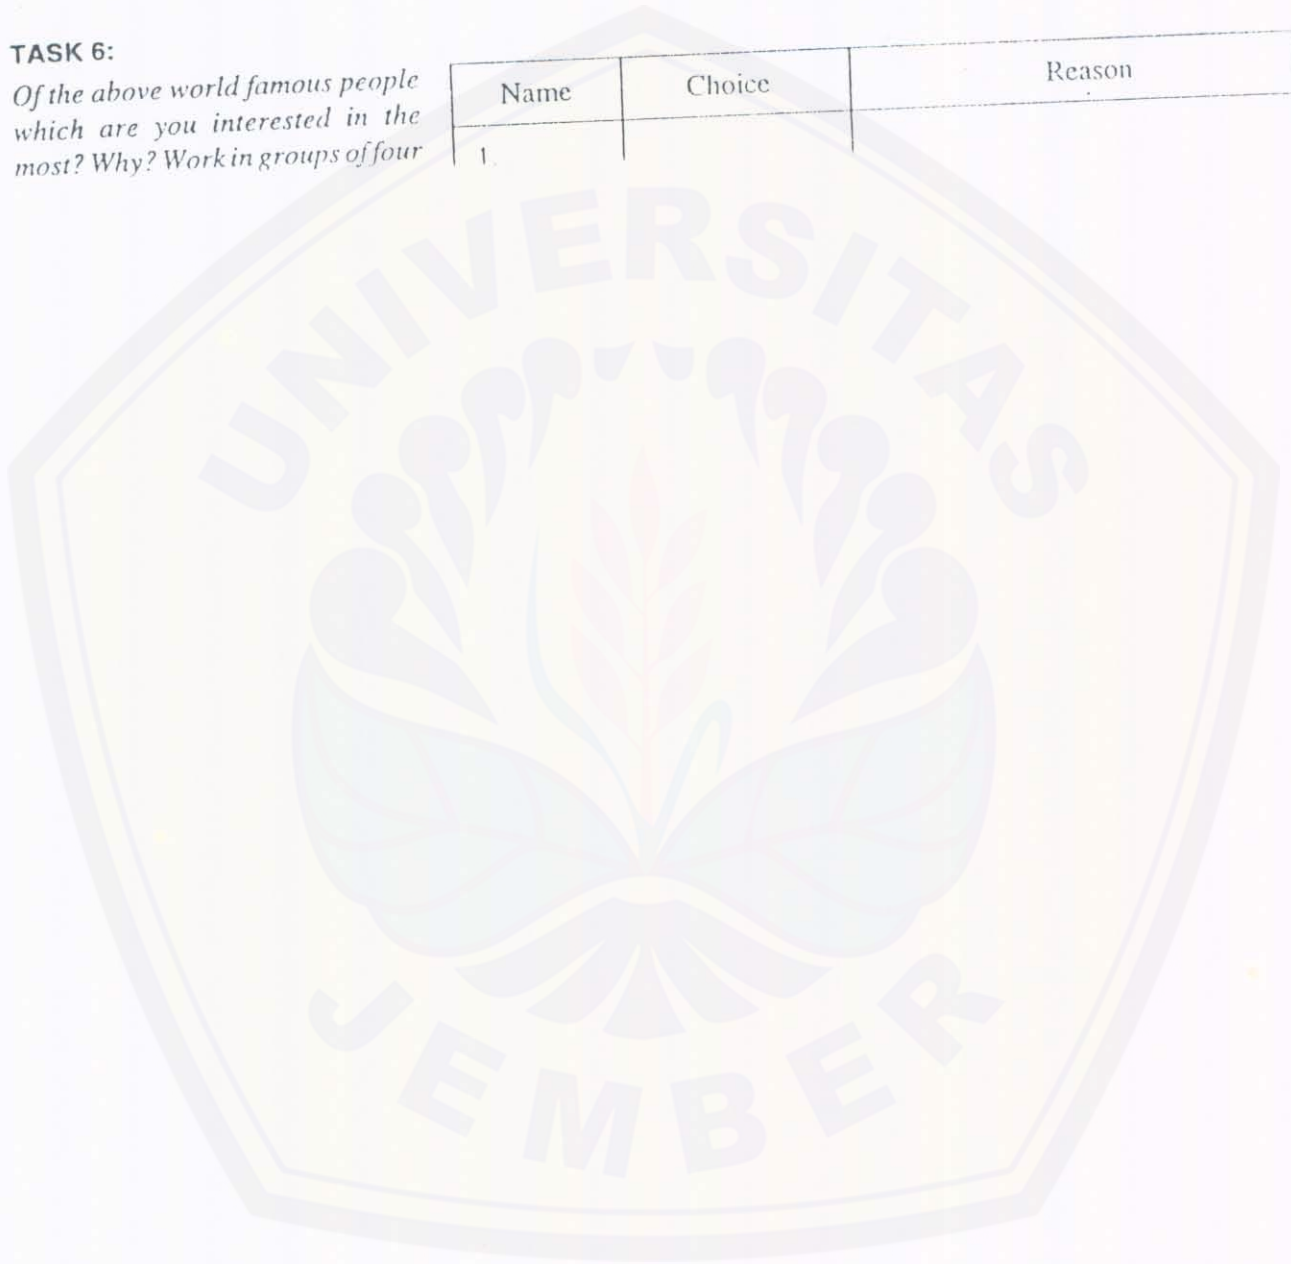 TASK 6:
Of the above world famous people
which are you interested in the
most? Why? Work in groups of four
Name Choice Reason
1.
UNIVERSITAS
JEMBER